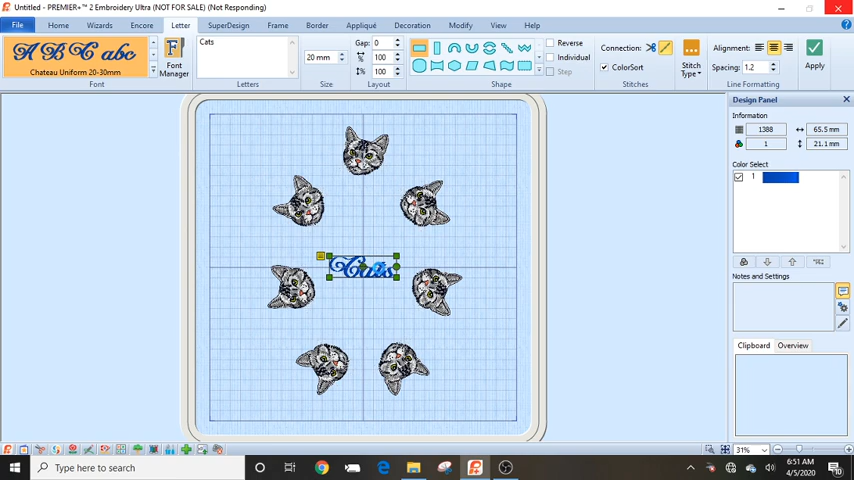 Untitled - PREMIER+™ 2 Embroidery Ultra (NOT FOR SALE) (Not Responding)
File Home Wizards Encore Letter SuperDesign Frame Border Appliqué Decoration Modify View Help
A B C abc
Chateau Uniform 20-30mm
Font
Font Manager
Cats
Letters
20 mm
Size
Gap: 0
100
100
Reverse
Individual
Step
Shape
Connection:
ColorSort
Stitches
Stitch Type
Alignment:
Spacing: 1.2
Line Formatting
Apply
Design Panel
Information
1388 65.5 mm
1 21.1 mm
Color Select
1
Notes and Settings
Clipboard Overview
Cats
31%
Type here to search
6:51 AM
4/5/2020